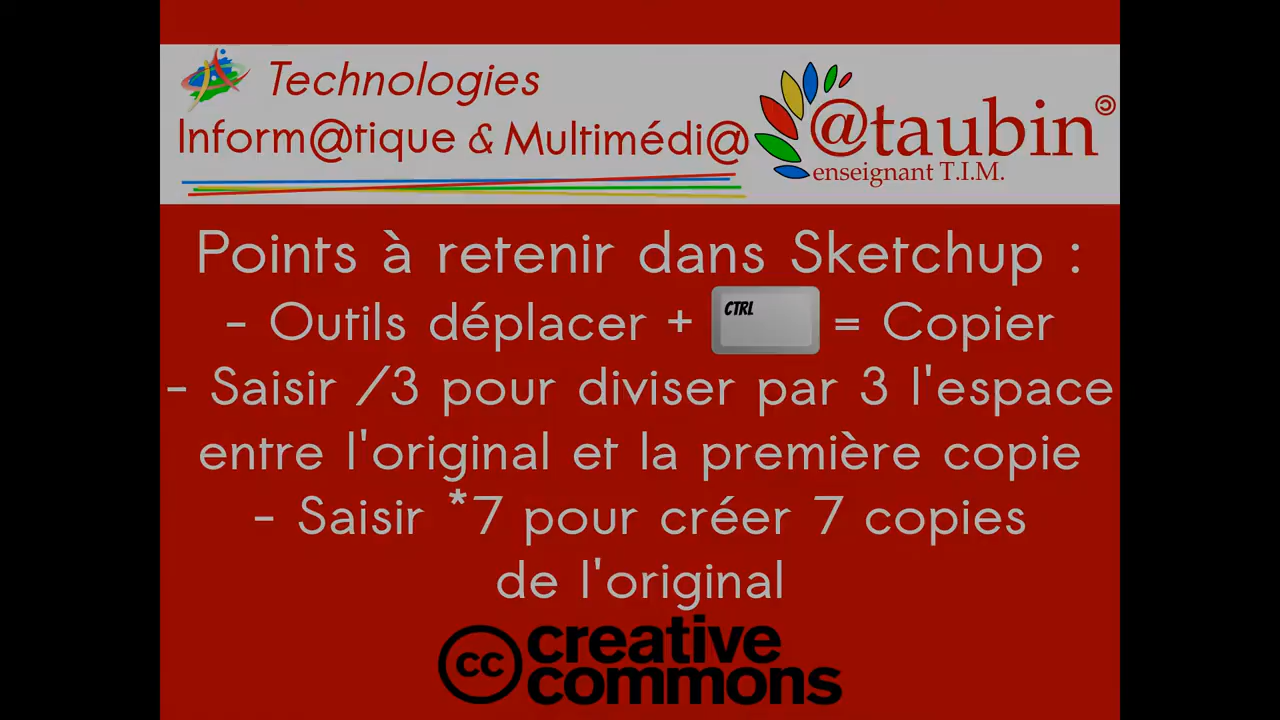 Technologies
Inform@tique & Multimédi@
@taubin©
enseignant T.I.M.
Points à retenir dans Sketchup :
- Outils déplacer + CTRL = Copier
- Saisir /3 pour diviser par 3 l'espace
entre l'original et la première copie
- Saisir *7 pour créer 7 copies
de l'original
cc creative
commons